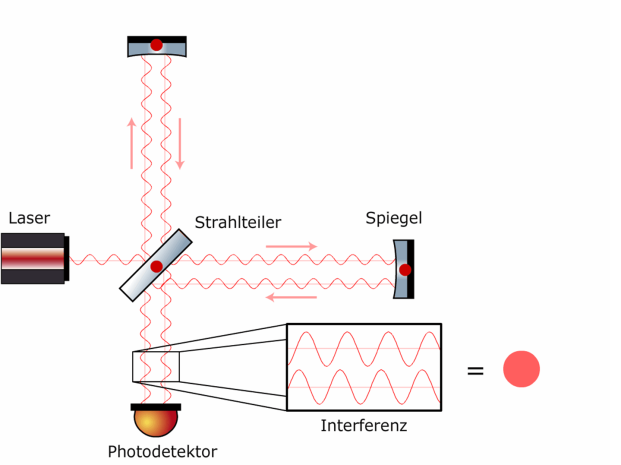 Laser
Strahlteiler
Spiegel
=
Interferenz
Photodetektor